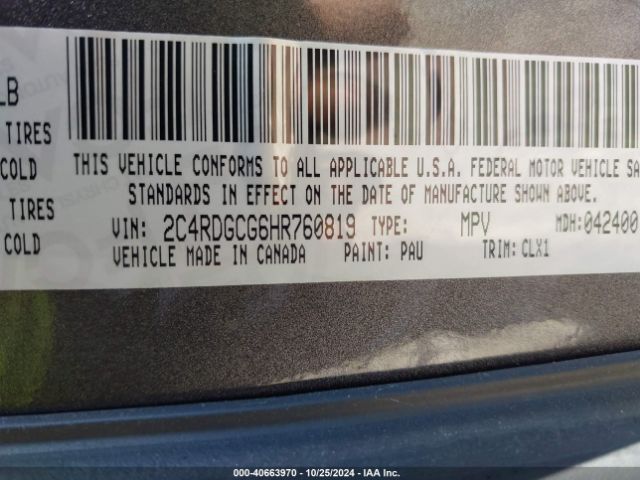 LB
TIRES
COLD
TIRES
COLD
THIS VEHICLE CONFORMS TO ALL APPLICABLE U.S.A. FEDERAL MOTOR VEHICLE SA
STANDARDS IN EFFECT ON THE DATE OF MANUFACTURE SHOWN ABOVE.
VIN: 2C4RDGCG6HR760819 TYPE: MPV MDH:042400
VEHICLE MADE IN CANADA PAINT: PAU TRIM: CLX1
000-40663970 - 10/25/2024 - IAA Inc.